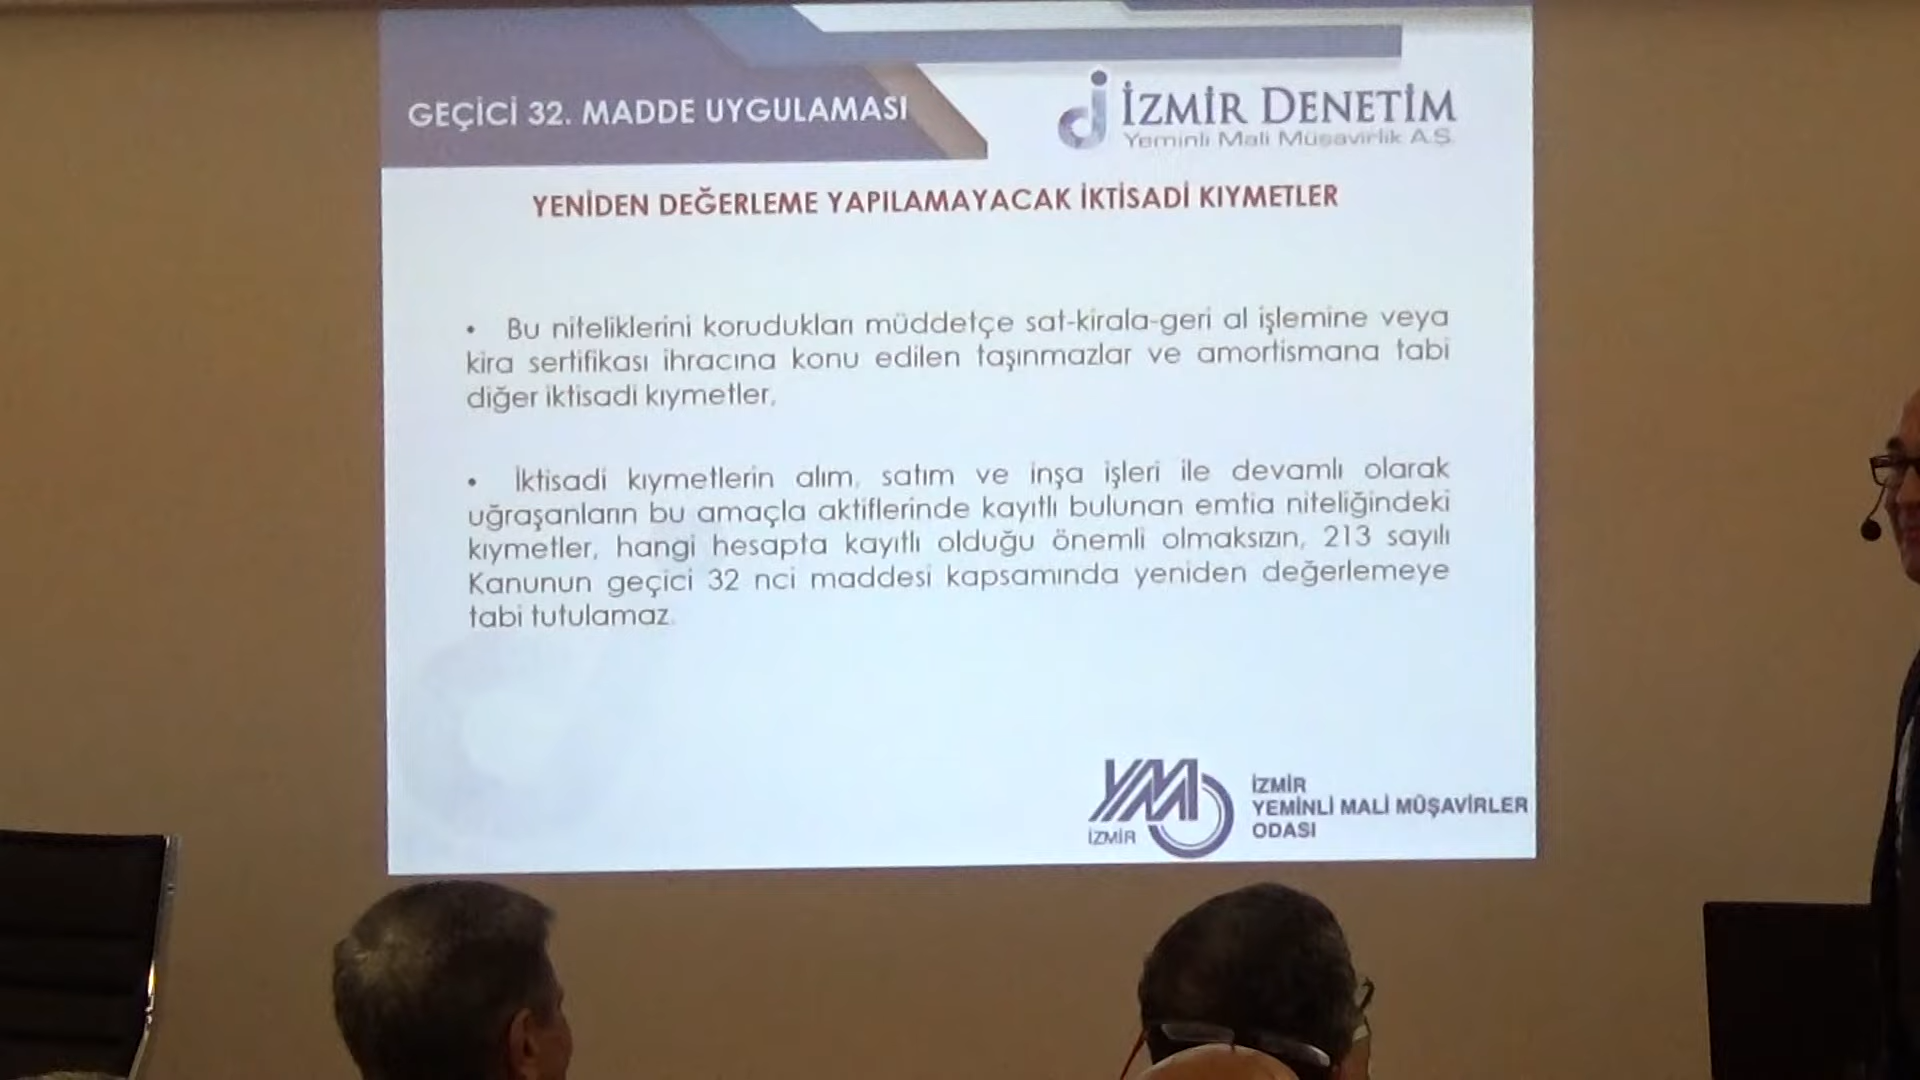 GEÇİCİ 32. MADDE UYGULAMASI
İZMİR DENETİM
Yeminli Mali Müşavirlik A.Ş.
YENİDEN DEĞERLEME YAPILAMAYACAK İKTİSADİ KIYMETLER
• Bu niteliklerini korudukları müddetçe sat-kirala-geri al işlemine veya
kira sertifikası ihracına konu edilen taşınmazlar ve amortismana tabi
diğer iktisadi kıymetler,
• İktisadi kıymetlerin alım, satım ve inşa işleri ile devamlı olarak
uğraşanların bu amaçla aktiflerinde kayıtlı bulunan emtia niteliğindeki
kıymetler, hangi hesapta kayıtlı olduğu önemli olmaksızın, 213 sayılı
Kanunun geçici 32 nci maddesi kapsamında yeniden değerlemeye
tabi tutulamaz.
YMMO
İZMİR
İZMİR
YEMİNLİ MALİ MÜŞAVİRLER
ODASI